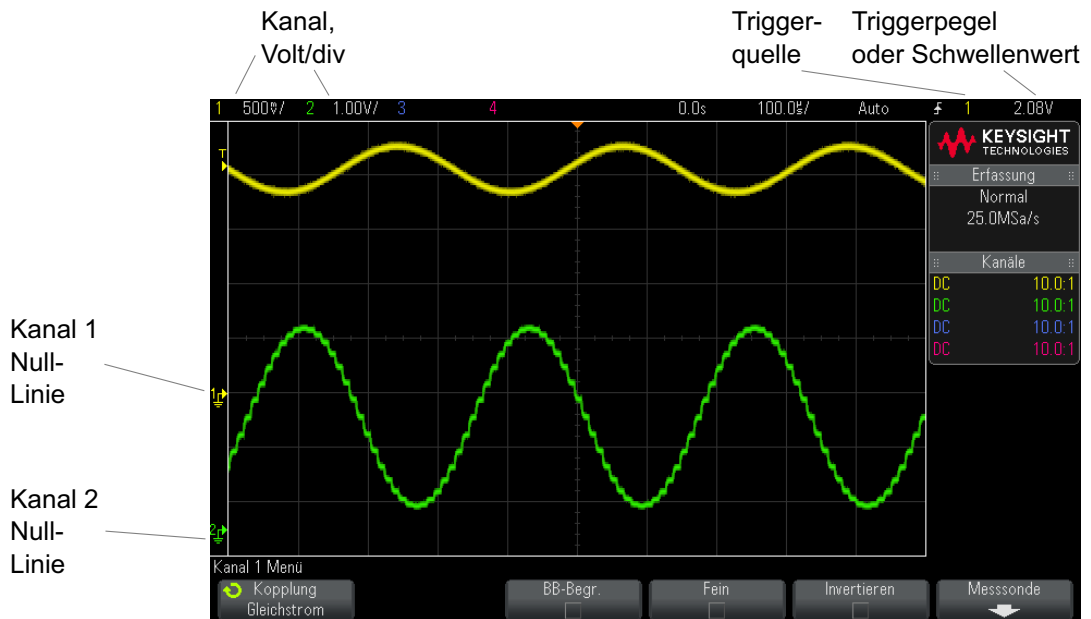 Kanal,
Volt/div
Trigger-
quelle
Triggerpegel
oder Schwellenwert
1 500mV/ 2 1.00V/ 3 4 0.0s 100.0µs/ Auto 1 2.08V
KEYSIGHT
TECHNOLOGIES
Erfassung
Normal
25.0MSa/s
Kanäle
DC 10.0:1
DC 10.0:1
DC 10.0:1
DC 10.0:1
T
Kanal 1
Null-
Linie
1
Kanal 2
Null-
Linie
2
Kanal 1 Menü
Kopplung
Gleichstrom
BB-Begr.
Fein
Invertieren
Messsonde